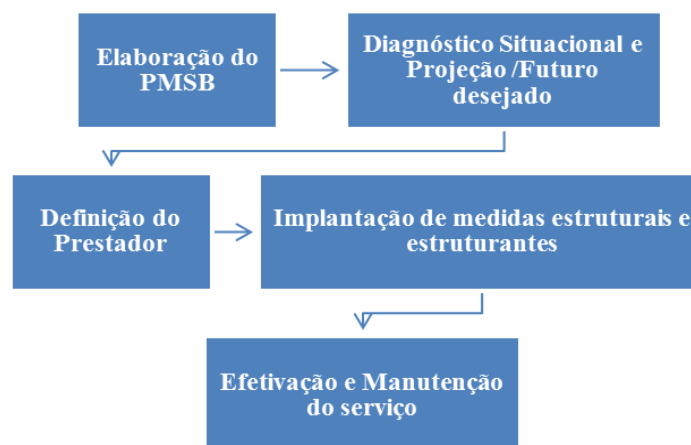 Elaboração do
PMSB
Diagnóstico Situacional e
Projeção /Futuro
desejado
Definição do
Prestador
Implantação de medidas estruturais e
estruturantes
Efetivação e Manutenção
do serviço